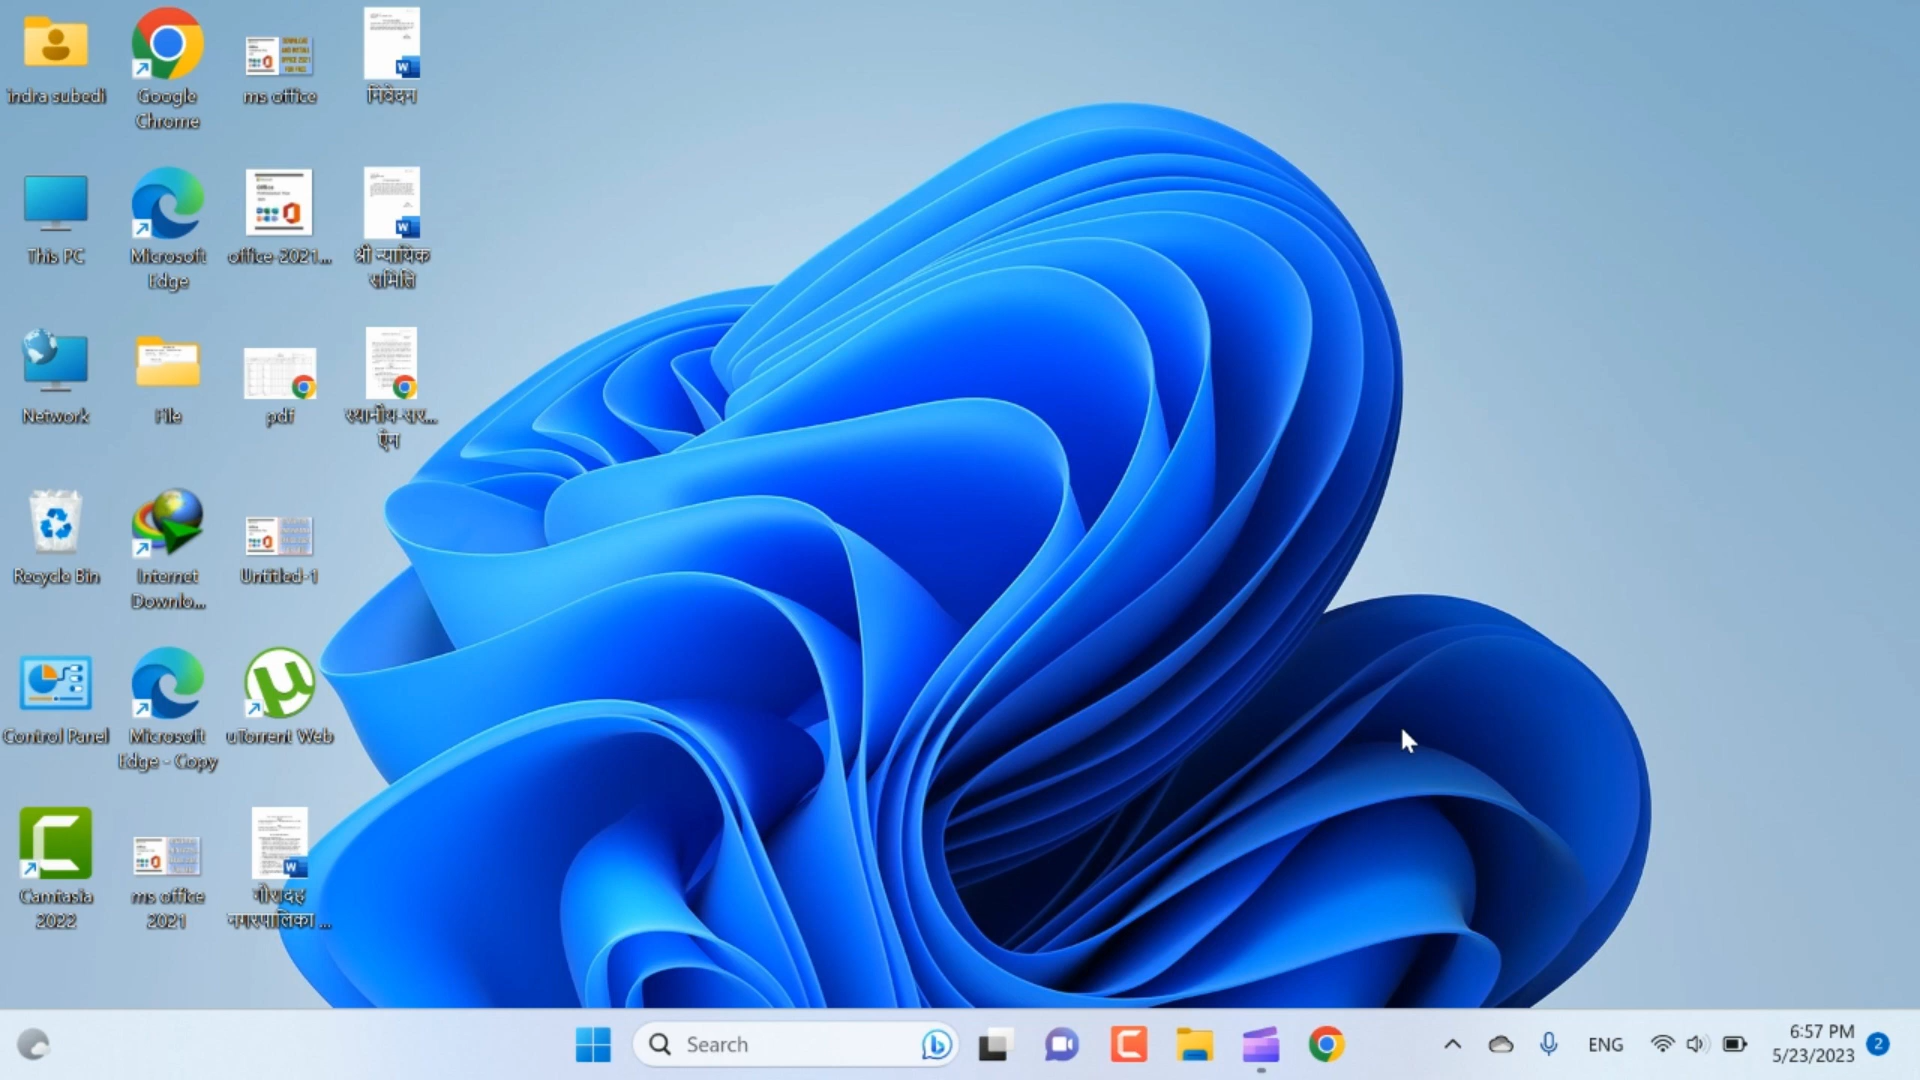 indra subedi
Google
Chrome
ms office
निवेदन
This PC
Microsoft
Edge
office-2021...
श्री न्यायिक
समिति
Network
File
pdf
स्थानीय-सर...
ऐन
Recycle Bin
Internet
Downlo...
Untitled-1
Control Panel
Microsoft
Edge - Copy
uTorrent Web
Camtasia
2022
ms office
2021
नगरपालिका ...
Search
ENG
6:57 PM
5/23/2023
2